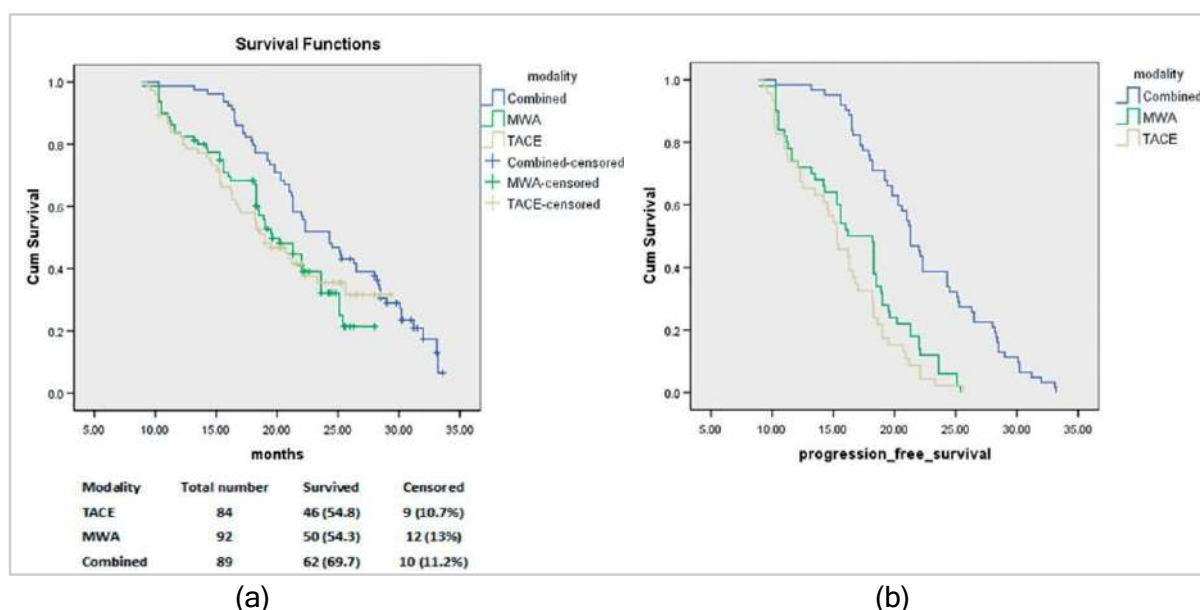 Survival Functions
Cum Survival
1.0
0.8
0.6
0.4
0.2
0.0
5.00 10.00 15.00 20.00 25.00 30.00 35.00
months
modality
Combined
MWA
TACE
Combined-censored
MWA-censored
TACE-censored
Modality Total number Survived Censored
TACE 84 46 (54.8) 9 (10.7%)
MWA 92 50 (54.3) 12 (13%)
Combined 89 62 (69.7) 10 (11.2%)
(a)
Cum Survival
1.0
0.8
0.6
0.4
0.2
0.0
5.00 10.00 15.00 20.00 25.00 30.00 35.00
progression_free_survival
modality
Combined
MWA
TACE
(b)